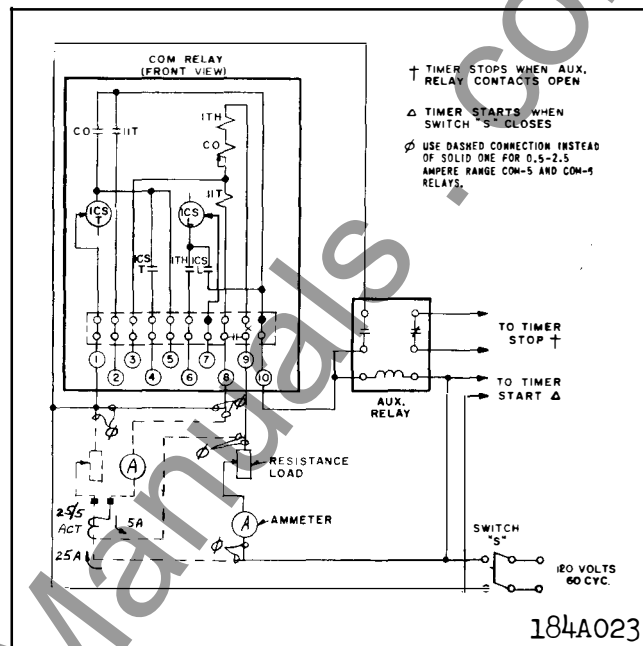 COM RELAY
(FRONT VIEW)
† TIMER STOPS WHEN AUX.
RELAY CONTACTS OPEN
Δ TIMER STARTS WHEN
SWITCH "S" CLOSES
ϕ USE DASHED CONNECTION INSTEAD
OF SOLID ONE FOR 0.5-2.5
AMPERE RANGE COM-5 AND COM-9
RELAYS.
ITH
CO
IIT
CO
IIT
ICS
T
ICS
L
ICS
T
ITH
ICS
L
1
2
3
4
5
6
7
8
9
10
TO TIMER
STOP †
TO TIMER
START Δ
AUX.
RELAY
ϕ
ϕ
ϕ
A
RESISTANCE
LOAD
25/5
ACT
5A
25A
A
AMMETER
ϕ
SWITCH
"S"
120 VOLTS
60 CYC.
184A023
Manuals.co